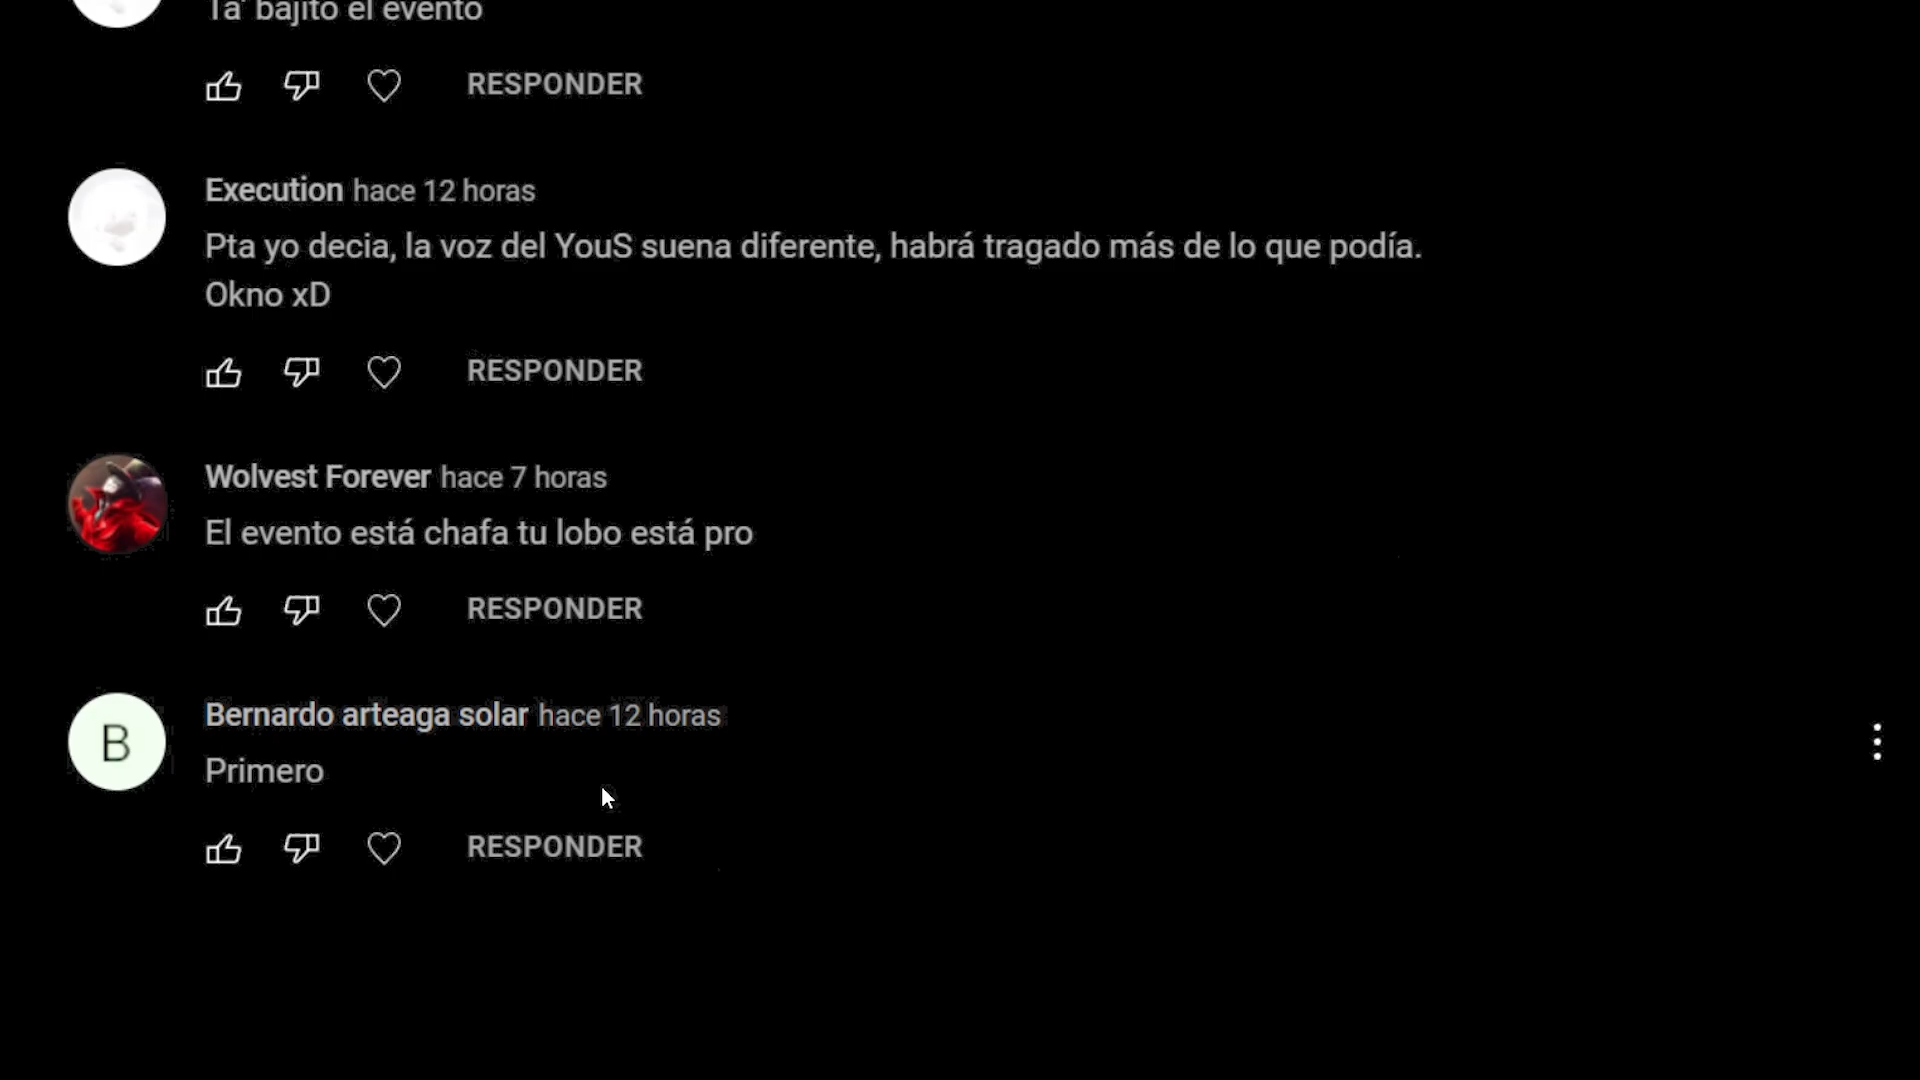 Ta' bajito el evento
RESPONDER
Execution hace 12 horas
Pta yo decia, la voz del YouS suena diferente, habrá tragado más de lo que podía.
Okno xD
RESPONDER
Wolvest Forever hace 7 horas
El evento está chafa tu lobo está pro
RESPONDER
B
Bernardo arteaga solar hace 12 horas
Primero
RESPONDER